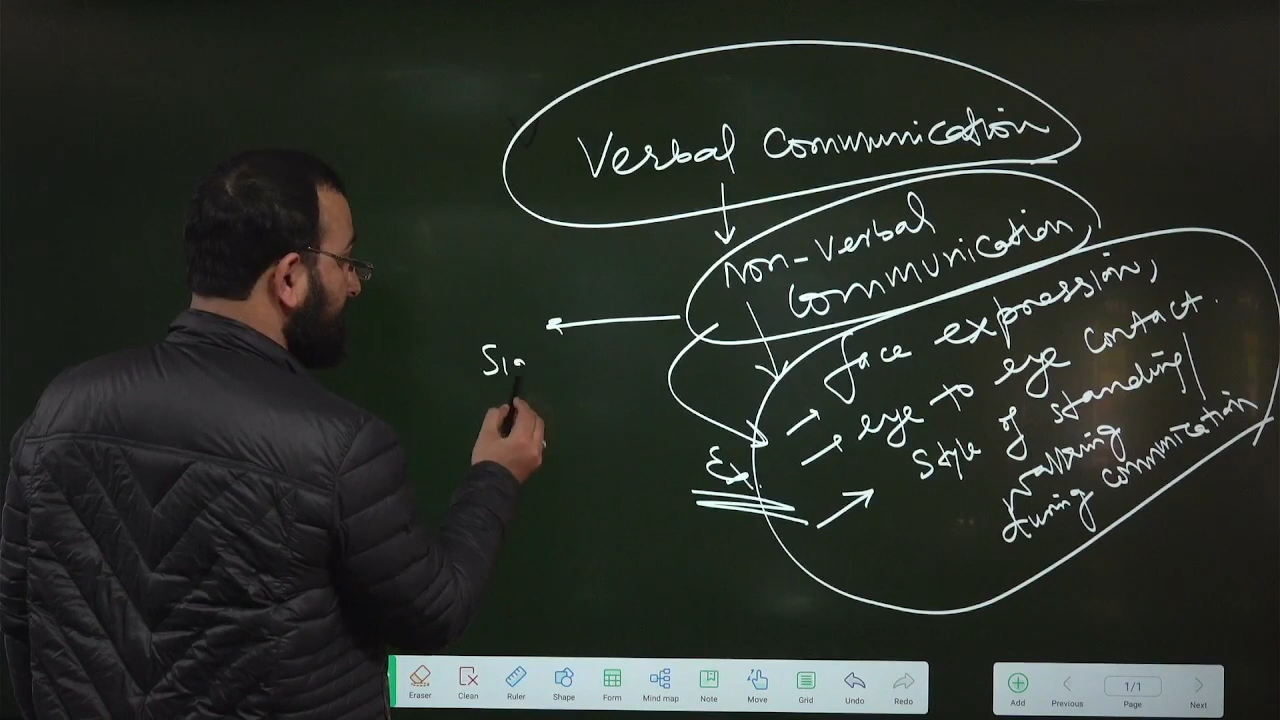 Verbal Communication
non-verbal
communication,
face expression,
eye to eye contact.
Style of standing/
walking
during communication
Ex.
Sig
Eraser Clean Ruler Shape Form Mind map Note Move Grid Undo Redo
Add Previous 1/1 Page Next